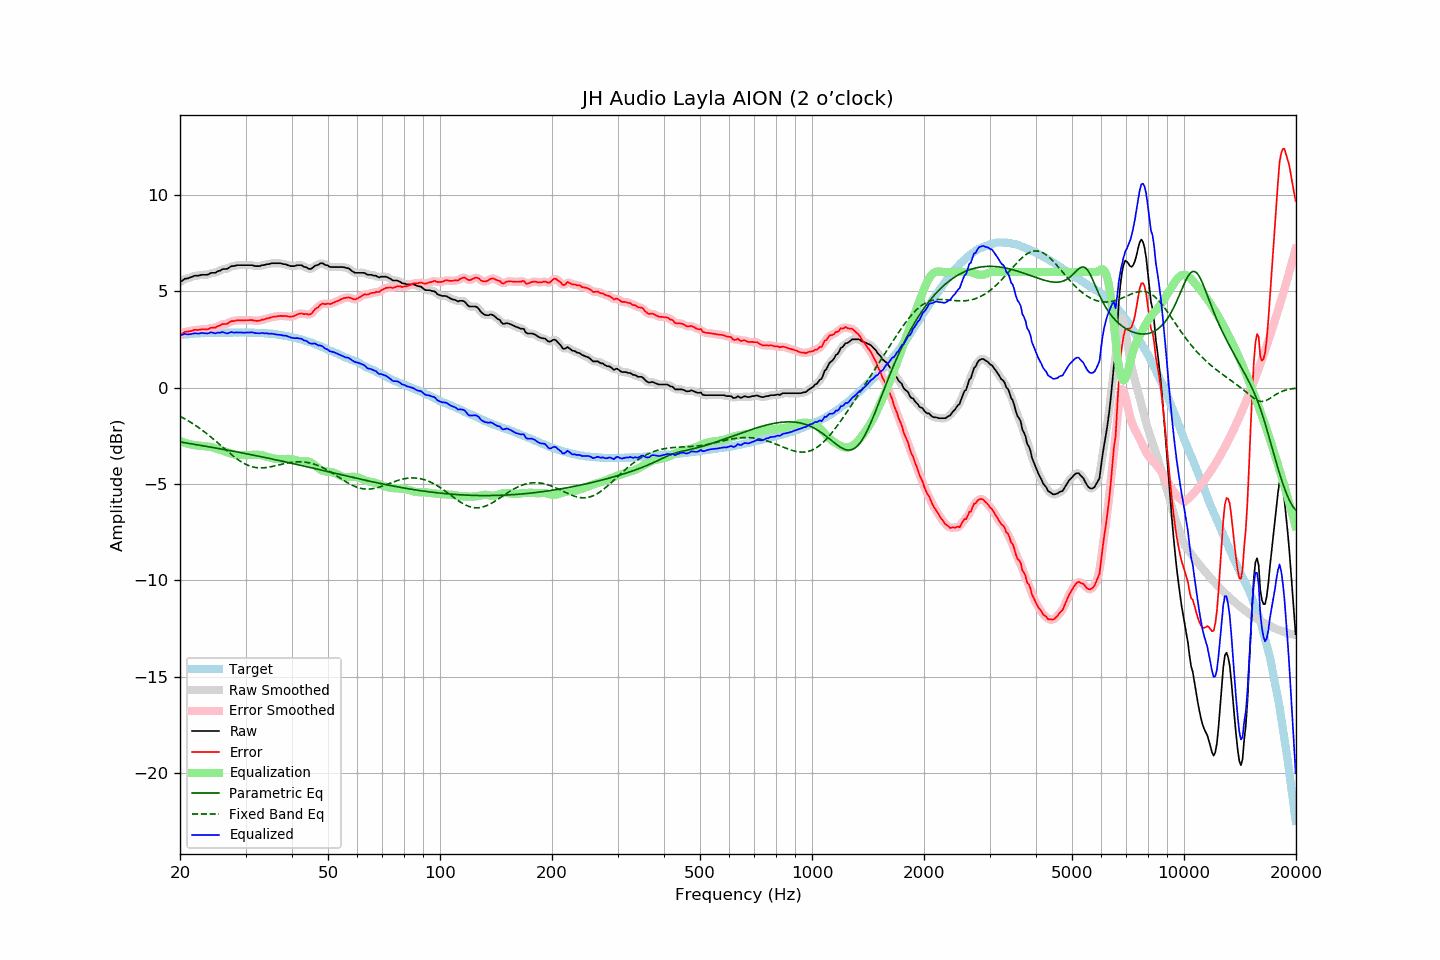 JH Audio Layla AION (2 o’clock)
Amplitude (dBr)
10
5
0
−5
−10
−15
−20
Target
Raw Smoothed
Error Smoothed
Raw
Error
Equalization
Parametric Eq
Fixed Band Eq
Equalized
20 50 100 200 500 1000 2000 5000 10000 20000
Frequency (Hz)